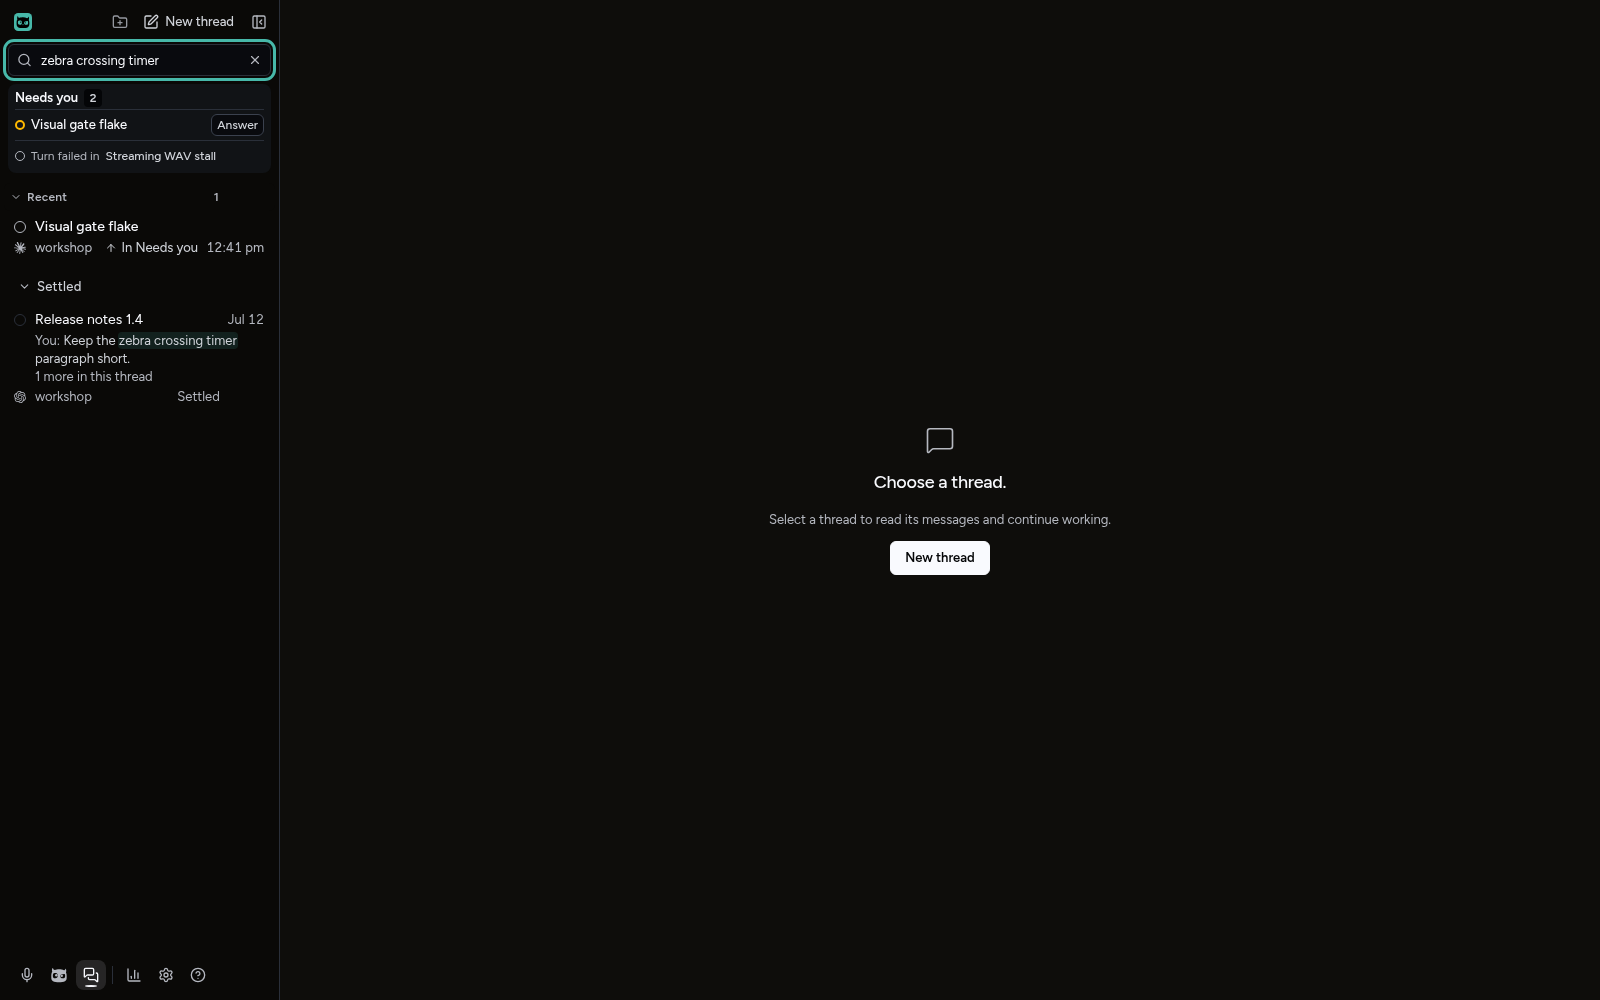 New thread
zebra crossing timer
Needs you 2
Visual gate flake Answer
Turn failed in Streaming WAV stall
Recent 1
Visual gate flake
workshop ↑ In Needs you 12:41 pm
Settled
Release notes 1.4 Jul 12
You: Keep the zebra crossing timer
paragraph short.
1 more in this thread
workshop Settled
Choose a thread.
Select a thread to read its messages and continue working.
New thread